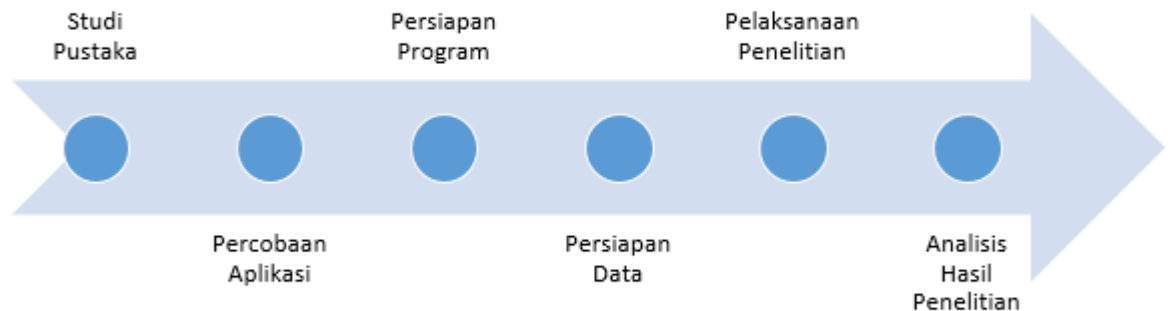 Studi
Pustaka
Percobaan
Aplikasi
Persiapan
Program
Persiapan
Data
Pelaksanaan
Penelitian
Analisis
Hasil
Penelitian